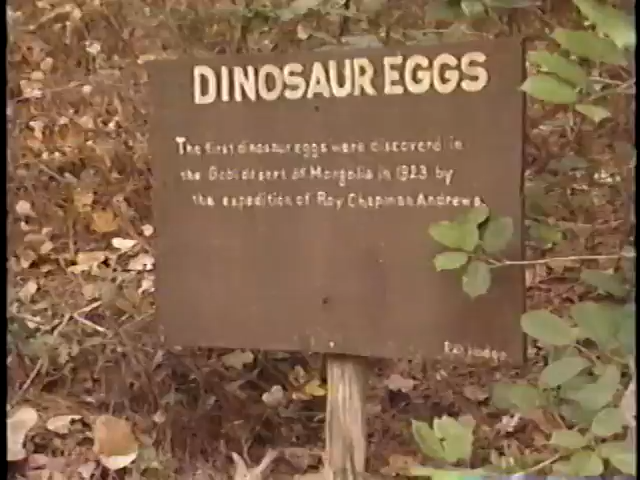 DINOSAUR EGGS
The first dinosaur eggs were discoverd in
the Gobi desert of Mongolia in 1923 by
the expedition of Roy Chapman Andrews.